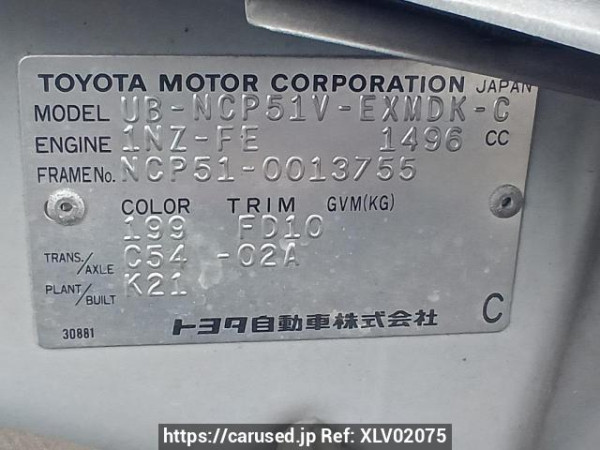 TOYOTA MOTOR CORPORATION JAPAN
MODEL UB-NCP51V-EXMDK-C
ENGINE 1NZ-FE 1496 CC
FRAME No. NCP51-0013755
COLOR TRIM GVM(KG)
199 FD10
TRANS./AXLE C54 -02A
PLANT/BUILT K21
30881 トヨタ自動車株式会社 C
https://carused.jp Ref: XLV02075